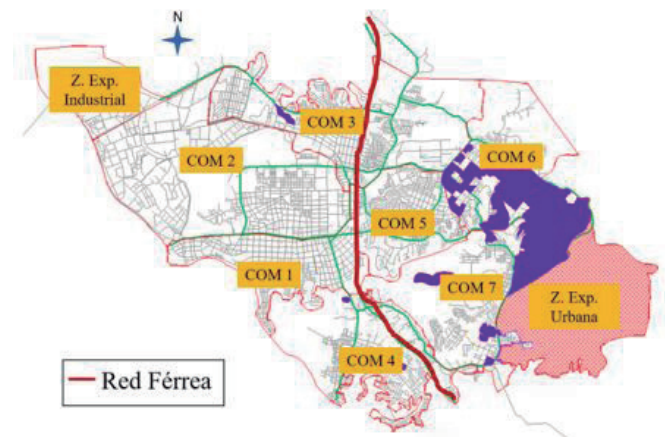 N
Z. Exp.
Industrial
COM 3
COM 2
COM 6
COM 5
COM 1
COM 7
Z. Exp.
Urbana
COM 4
Red Férrea